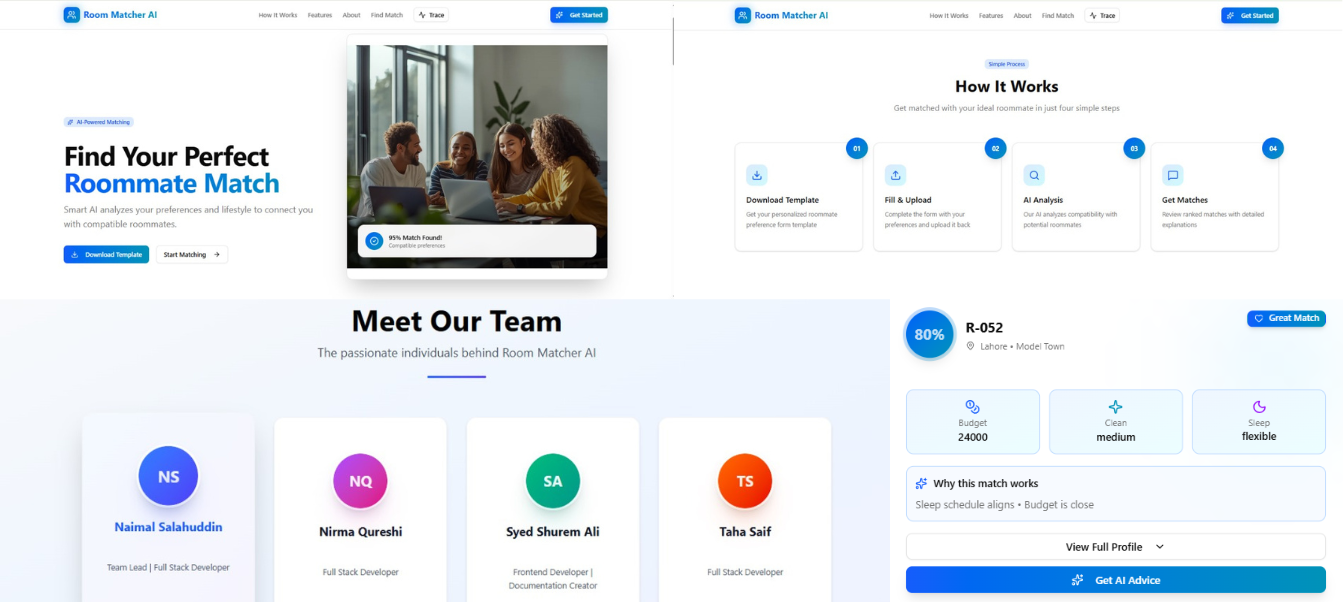 Room Matcher AI
How It Works Features About Find Match Trace
Get Started
AI-Powered Matching
Find Your Perfect
Roommate Match
Smart AI analyzes your preferences and lifestyle to connect you
with compatible roommates.
Download Template
Start Matching
95% Match Found!
Compatible preferences
Room Matcher AI
How It Works Features About Find Match Trace
Get Started
Simple Process
How It Works
Get matched with your ideal roommate in just four simple steps
01
Download Template
Get your personalized roommate
preference form template
02
Fill & Upload
Complete the form with your
preferences and upload it back
03
AI Analysis
Our AI analyzes compatibility with
potential roommates
04
Get Matches
Review ranked matches with detailed
explanations
Meet Our Team
The passionate individuals behind Room Matcher AI
NS
Naimal Salahuddin
Team Lead | Full Stack Developer
NQ
Nirma Qureshi
Full Stack Developer
SA
Syed Shurem Ali
Frontend Developer |
Documentation Creator
TS
Taha Saif
Full Stack Developer
80%
R-052
Lahore • Model Town
Great Match
Budget
24000
Clean
medium
Sleep
flexible
Why this match works
Sleep schedule aligns • Budget is close
View Full Profile
Get AI Advice